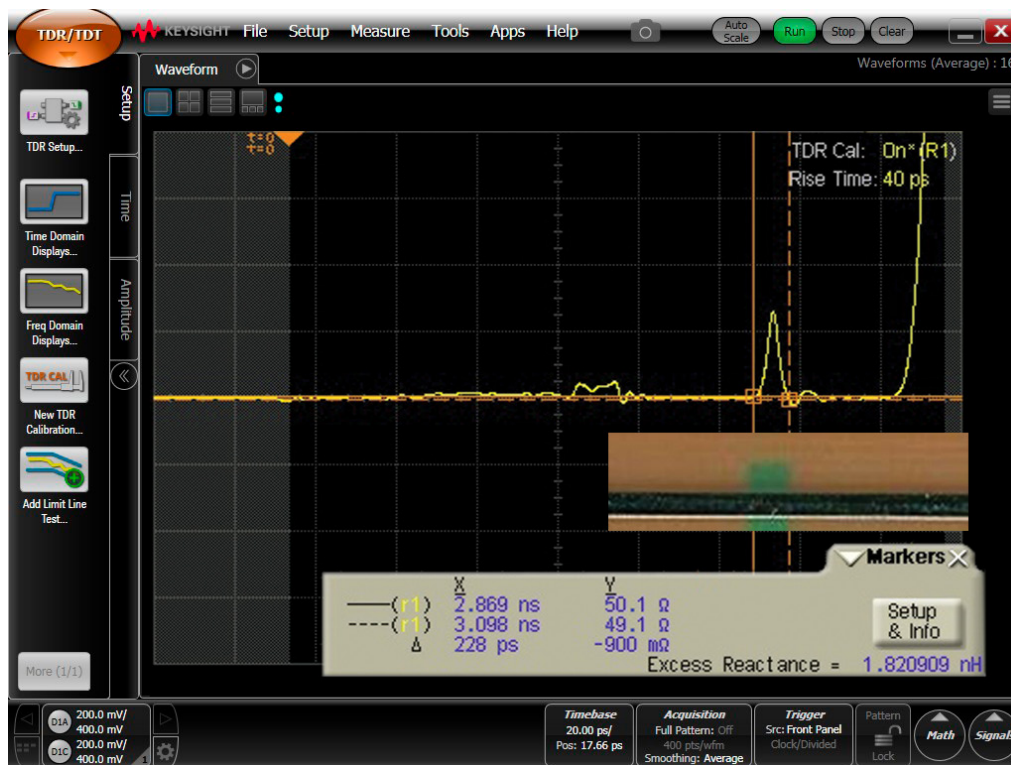 TDR/TDT
KEYSIGHT File Setup Measure Tools Apps Help
Auto Scale
Run
Stop
Clear
X
Waveform
Waveforms (Average) : 16
Setup
Time
Amplitude
TDR Setup...
Time Domain
Displays...
Freq Domain
Displays...
TDR CAL
New TDR
Calibration...
Add Limit Line
Test...
More (1/1)
t=0
t=0
TDR Cal: On* (R1)
Rise Time: 40 ps
Markers
X Y
(r1) 2.869 ns 50.1 Ω
(r1) 3.098 ns 49.1 Ω
Δ 228 ps -900 mΩ
Setup
& Info
Excess Reactance = 1.820909 nH
D1A 200.0 mV/
400.0 mV
D1C 200.0 mV/
400.0 mV
1
Timebase
20.00 ps/
Pos: 17.66 ps
Acquisition
Full Pattern: Off
400 pts/wfm
Smoothing: Average
Trigger
Src: Front Panel
Clock/Divided
Pattern
Lock
Math
Signals